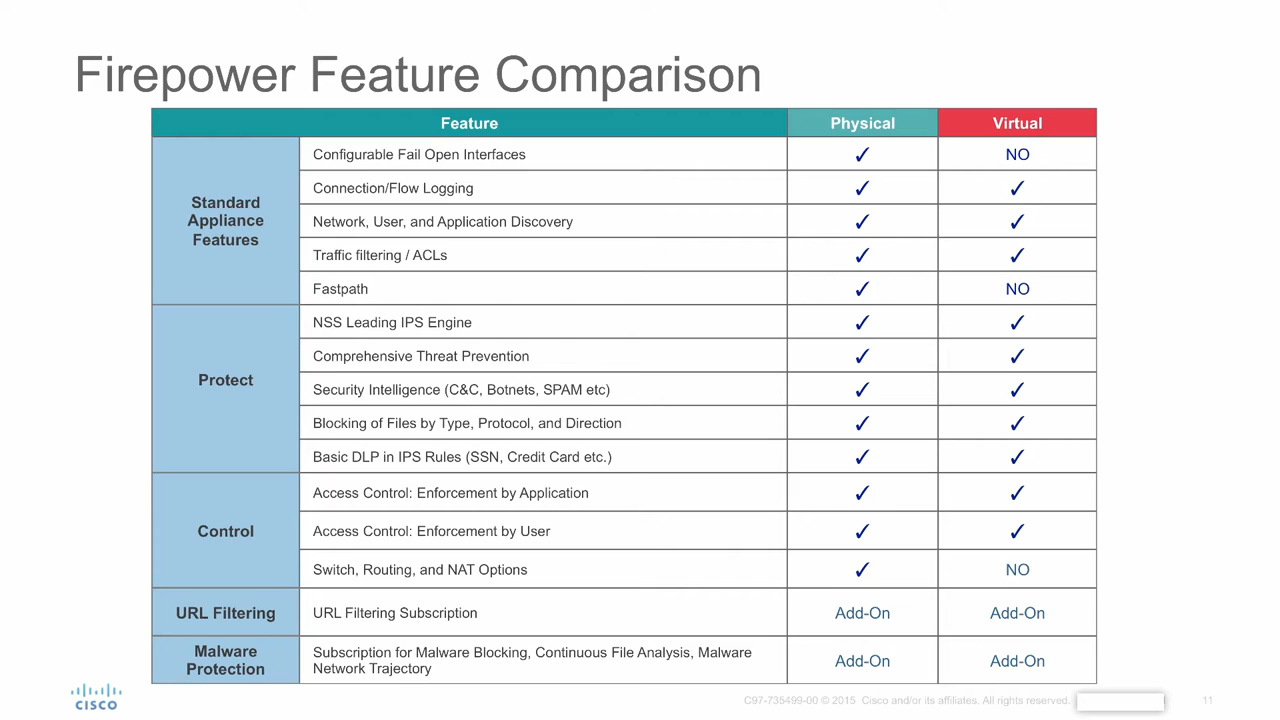 Firepower Feature Comparison
Feature Physical Virtual
Standard
Appliance
Features
Configurable Fail Open Interfaces ✓ NO
Connection/Flow Logging ✓ ✓
Network, User, and Application Discovery ✓ ✓
Traffic filtering / ACLs ✓ ✓
Fastpath ✓ NO
Protect
NSS Leading IPS Engine ✓ ✓
Comprehensive Threat Prevention ✓ ✓
Security Intelligence (C&C, Botnets, SPAM etc) ✓ ✓
Blocking of Files by Type, Protocol, and Direction ✓ ✓
Basic DLP in IPS Rules (SSN, Credit Card etc.) ✓ ✓
Control
Access Control: Enforcement by Application ✓ ✓
Access Control: Enforcement by User ✓ ✓
Switch, Routing, and NAT Options ✓ NO
URL Filtering URL Filtering Subscription Add-On Add-On
Malware
Protection
Subscription for Malware Blocking, Continuous File Analysis, Malware
Network Trajectory
Add-On Add-On
CISCO
C97-735499-00 © 2015 Cisco and/or its affiliates. All rights reserved. 11